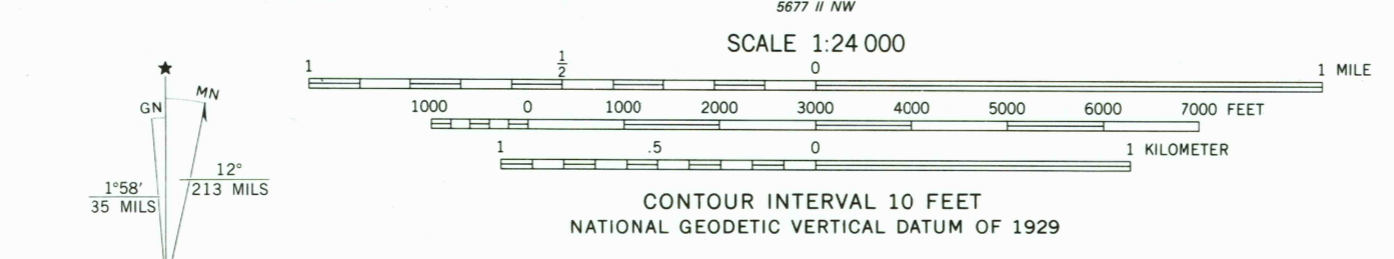 5677 II NW
SCALE 1:24 000
1 1/2 0 1 MILE
1000 0 1000 2000 3000 4000 5000 6000 7000 FEET
1 .5 0 1 KILOMETER
CONTOUR INTERVAL 10 FEET
NATIONAL GEODETIC VERTICAL DATUM OF 1929
★
GN MN
1°58′
35 MILS
12°
213 MILS